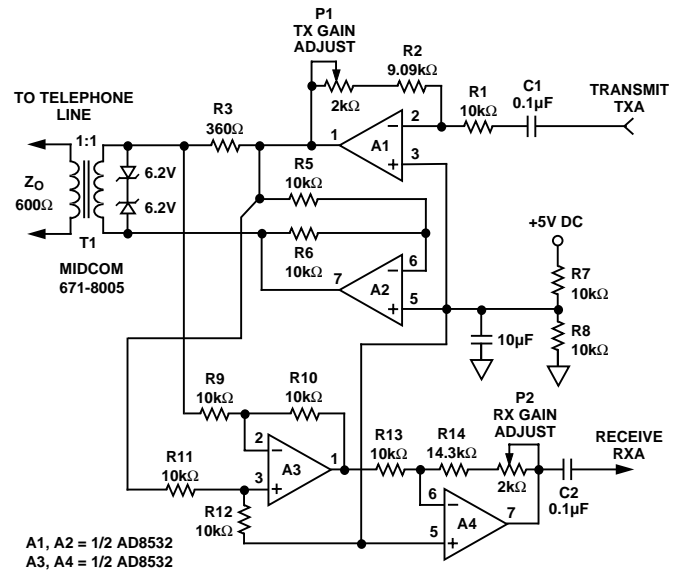 P1
TX GAIN
ADJUST
2kΩ
R2
9.09kΩ
R1
10kΩ
C1
0.1µF
TRANSMIT
TXA
TO TELEPHONE
LINE
1:1
ZO
600Ω
6.2V
6.2V
T1
MIDCOM
671-8005
R3
360Ω
1
A1
2
3
R5
10kΩ
R6
10kΩ
7
A2
6
5
+5V DC
R7
10kΩ
R8
10kΩ
10µF
R9
10kΩ
R10
10kΩ
R11
10kΩ
R12
10kΩ
2
3
A3
1
R13
10kΩ
R14
14.3kΩ
P2
RX GAIN
ADJUST
2kΩ
6
5
A4
7
C2
0.1µF
RECEIVE
RXA
A1, A2 = 1/2 AD8532
A3, A4 = 1/2 AD8532